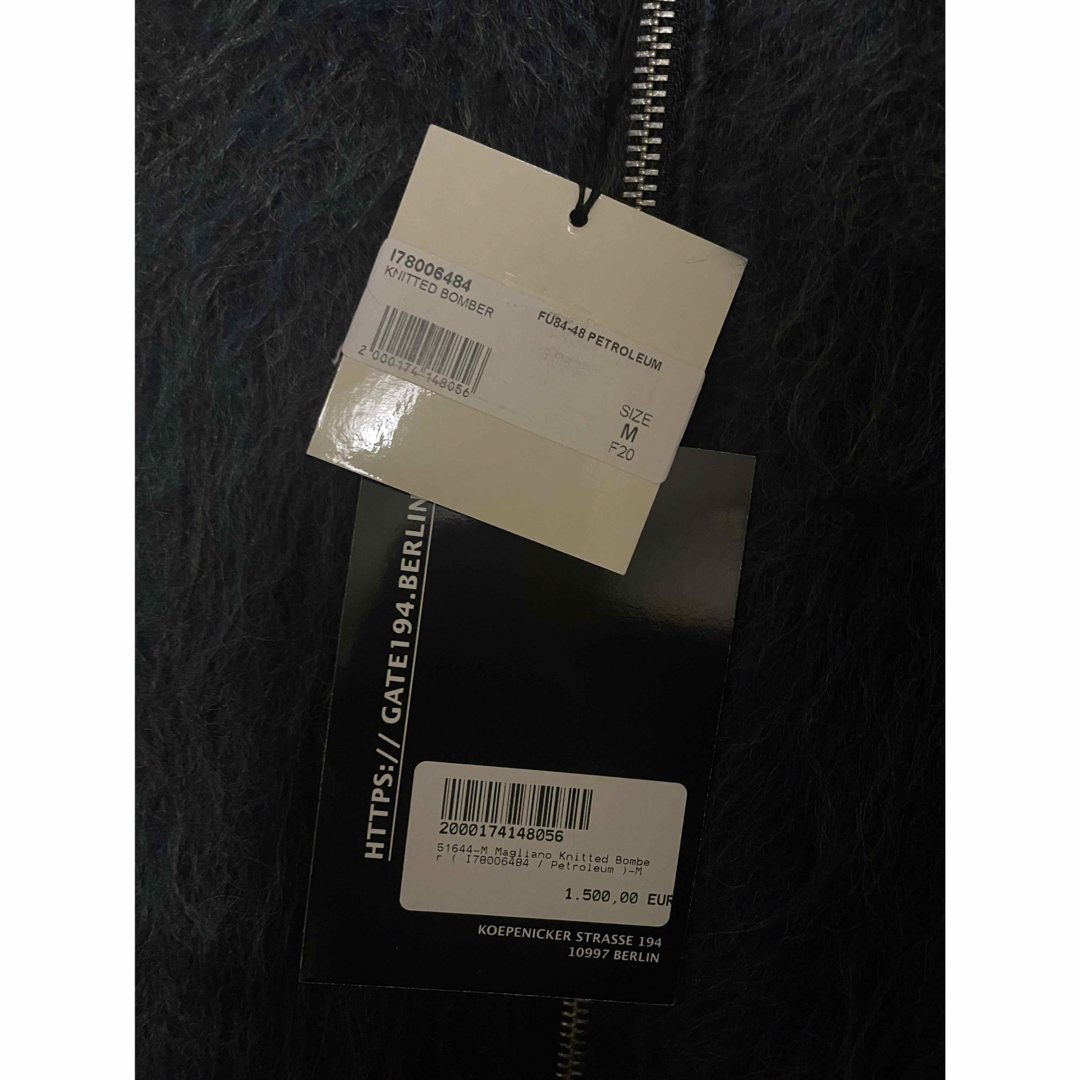 I78006484
KNITTED BOMBER
FU84-48 PETROLEUM
2 000174 148056
SIZE
M
F20
HTTPS:// GATE194.BERLIN
2000174148056
51644-M Magliano Knitted Bombe
r ( I78006484 / Petroleum )-M
1.500,00 EUR
KOEPENICKER STRASSE 194
10997 BERLIN